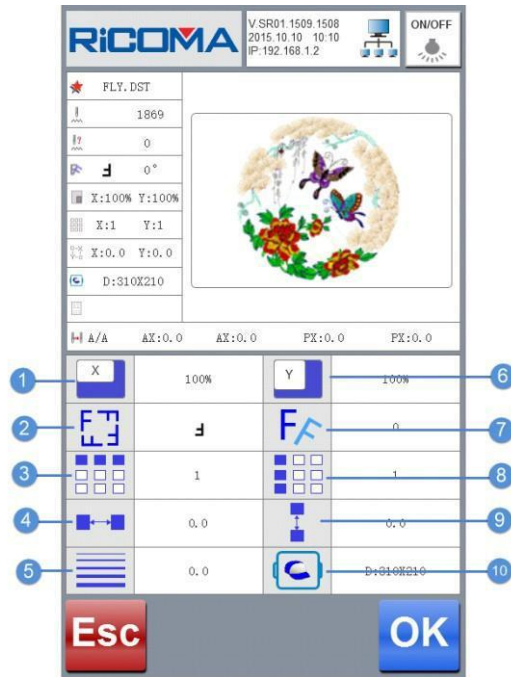 RiCOMA
V.SR01.1509.1508
2015.10.10 10:10
IP:192.168.1.2
ON/OFF
FLY.DST
1869
0
F 0°
X:100% Y:100%
X:1 Y:1
X:0.0 Y:0.0
D:310X210
A/A AX:0.0 AX:0.0 PX:0.0 PX:0.0
1 X 100% Y 100% 6
2 F F F F F F F 0 7
3 1 1 8
4 0.0 0.0 9
5 0.0 D:310X210 10
Esc OK